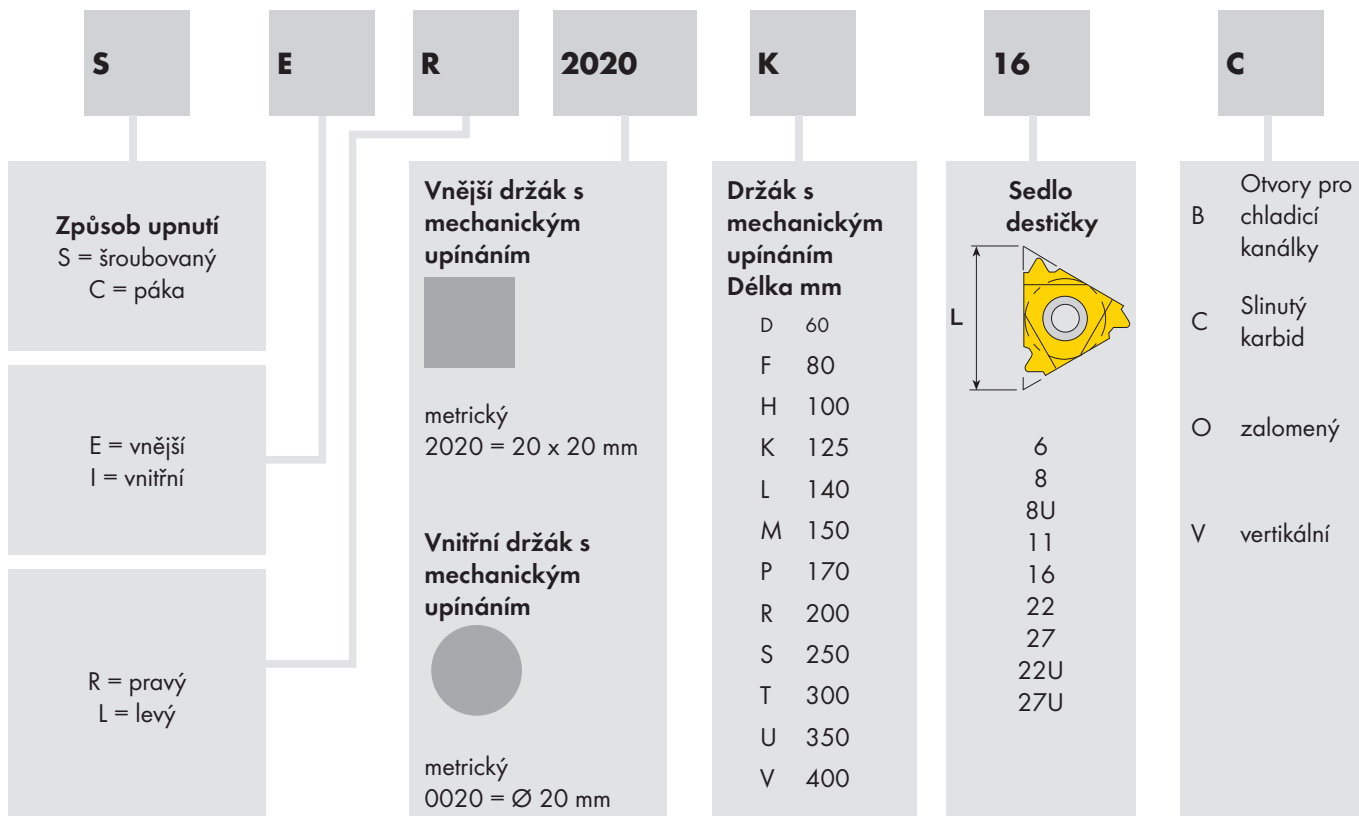 S
E
R
2020
K
16
C
Způsob upnutí
S = šroubovaný
C = páka
E = vnější
I = vnitřní
R = pravý
L = levý
Vnější držák s
mechanickým
upínáním
metrický
2020 = 20 x 20 mm
Vnitřní držák s
mechanickým
upínáním
metrický
0020 = Ø 20 mm
Držák s
mechanickým
upínáním
Délka mm
D 60
F 80
H 100
K 125
L 140
M 150
P 170
R 200
S 250
T 300
U 350
V 400
Sedlo
destičky
L
6
8
8U
11
16
22
27
22U
27U
B Otvory pro
chladicí
kanálky
C Slinutý
karbid
O zalomený
V vertikální